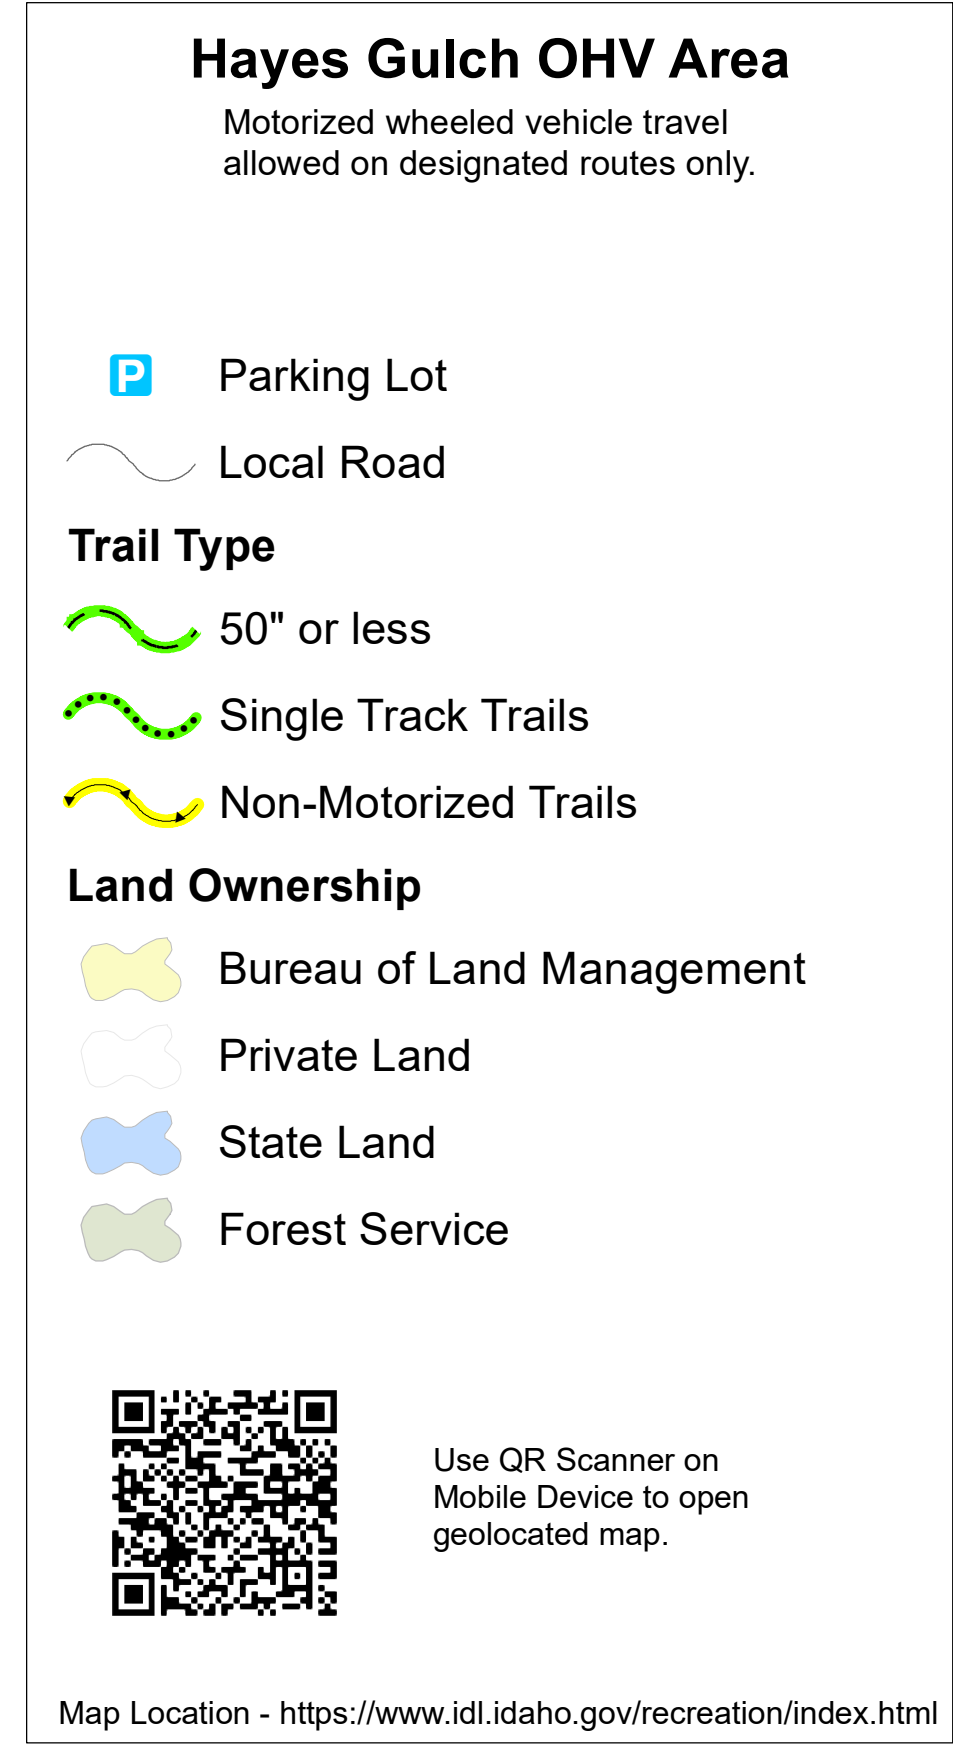 Hayes Gulch OHV Area
Motorized wheeled vehicle travel
allowed on designated routes only.
P Parking Lot
Local Road
Trail Type
50" or less
Single Track Trails
Non-Motorized Trails
Land Ownership
Bureau of Land Management
Private Land
State Land
Forest Service
Use QR Scanner on
Mobile Device to open
geolocated map.
Map Location - https://www.idl.idaho.gov/recreation/index.html